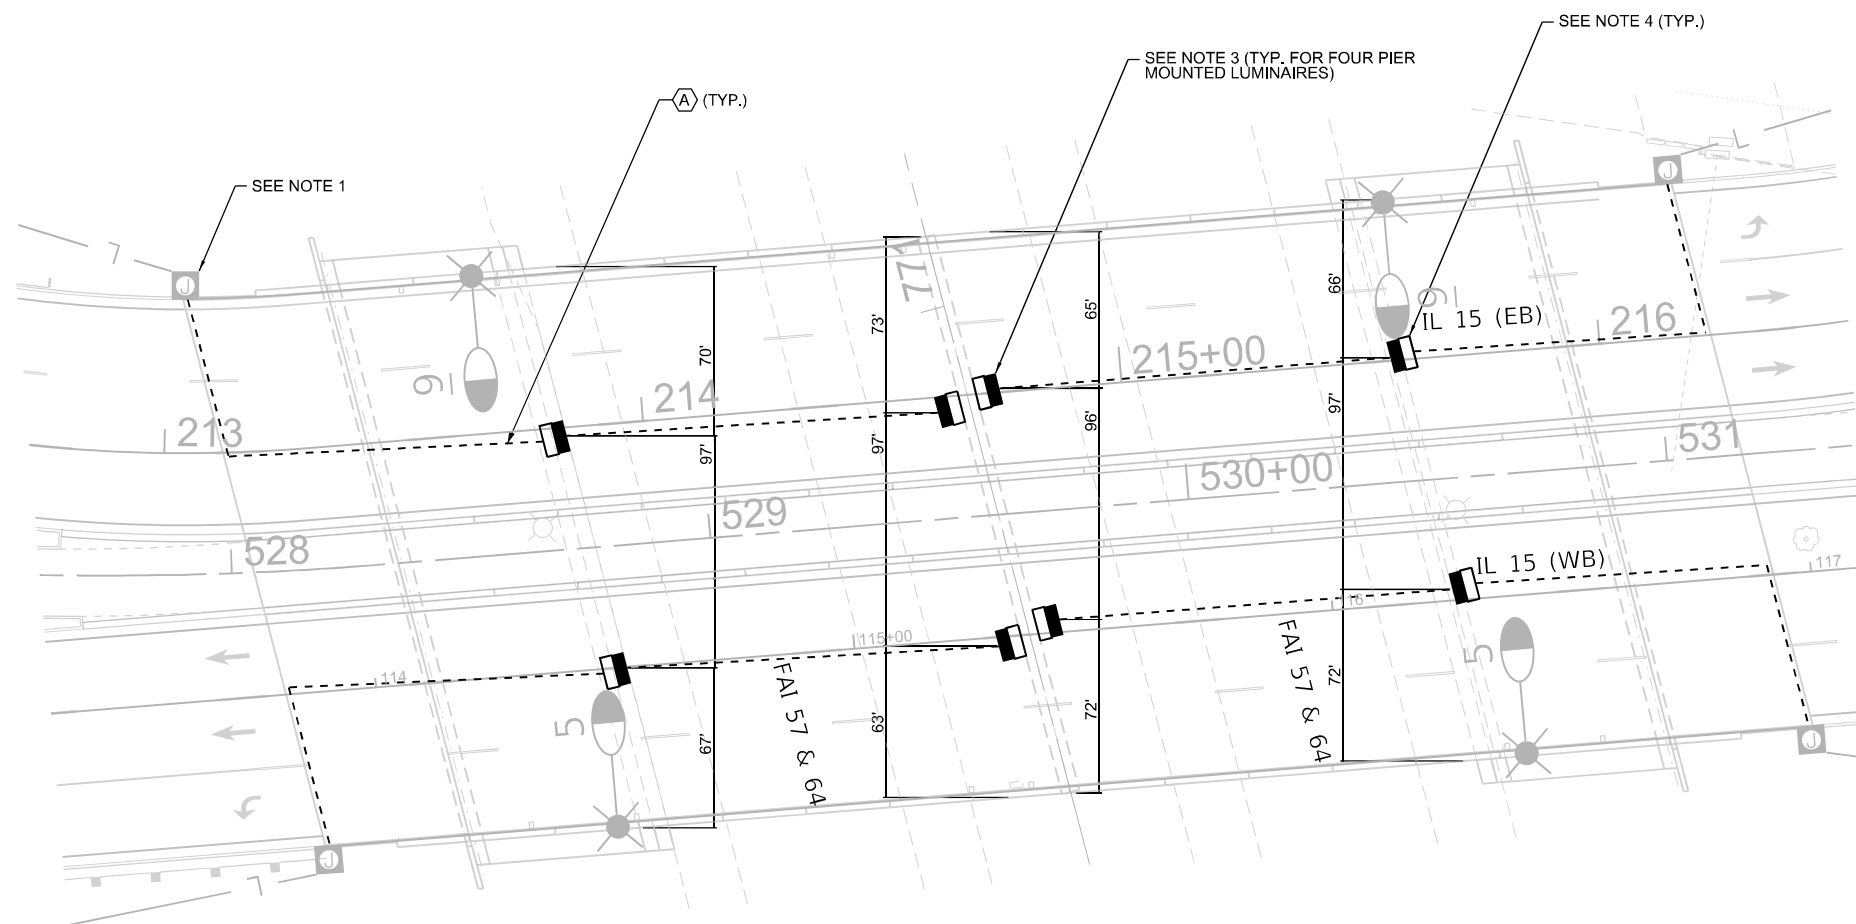 SEE NOTE 4 (TYP.)
SEE NOTE 3 (TYP. FOR FOUR PIER
MOUNTED LUMINAIRES)
A (TYP.)
SEE NOTE 1
J
J
77
73'
65'
66'
70'
6
6
IL 15 (EB)
213
214
215+00
216
97'
97'
96'
97'
528
529
530+00
531
IL 15 (WB)
114
115+00
116
117
5
5
67'
63'
72'
72'
FAI 57 & 64
FAI 57 & 64
J
J